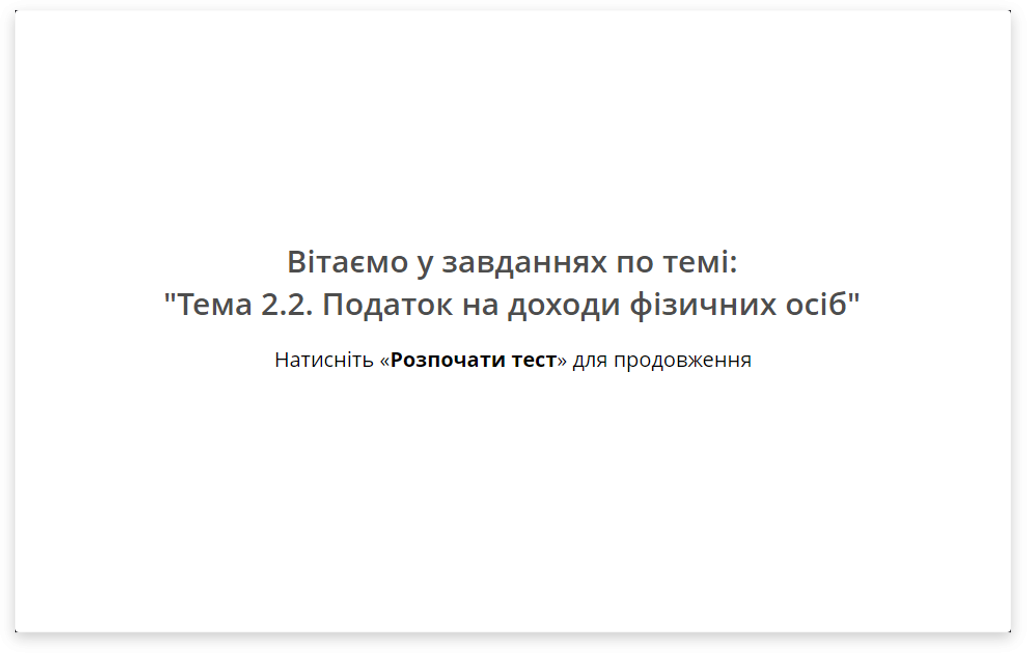 Вітаємо у завданнях по темі:
"Тема 2.2. Податок на доходи фізичних осіб"
Натисніть «Розпочати тест» для продовження